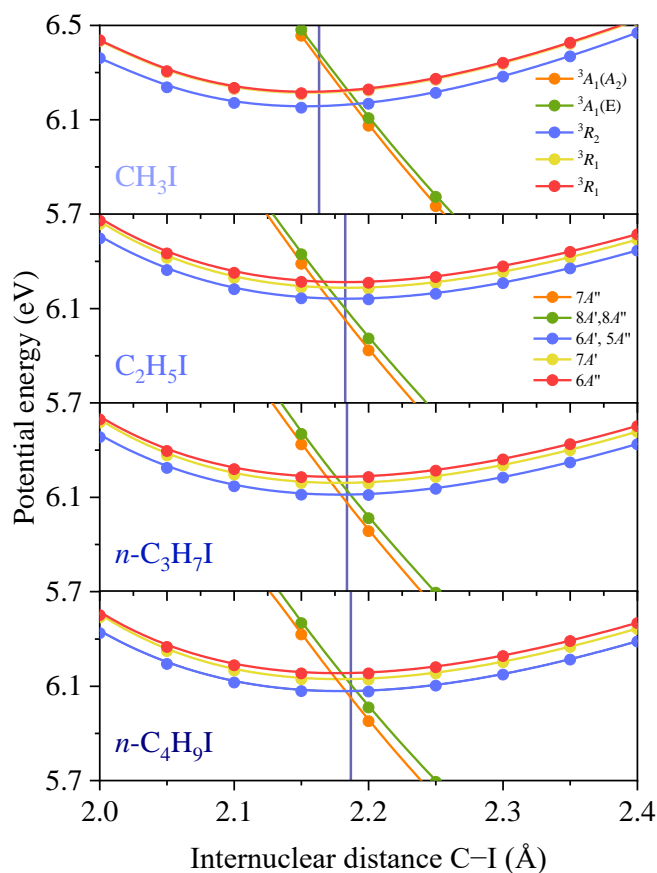 6.5
6.1
5.7
6.1
5.7
6.1
5.7
6.1
5.7
Potential energy (eV)
CH₃I
³A₁(A₂)
³A₁(E)
³R₂
³R₁
³R₁
C₂H₅I
7A''
8A',8A''
6A', 5A''
7A'
6A''
n-C₃H₇I
n-C₄H₉I
2.0 2.1 2.2 2.3 2.4
Internuclear distance C−I (Å)